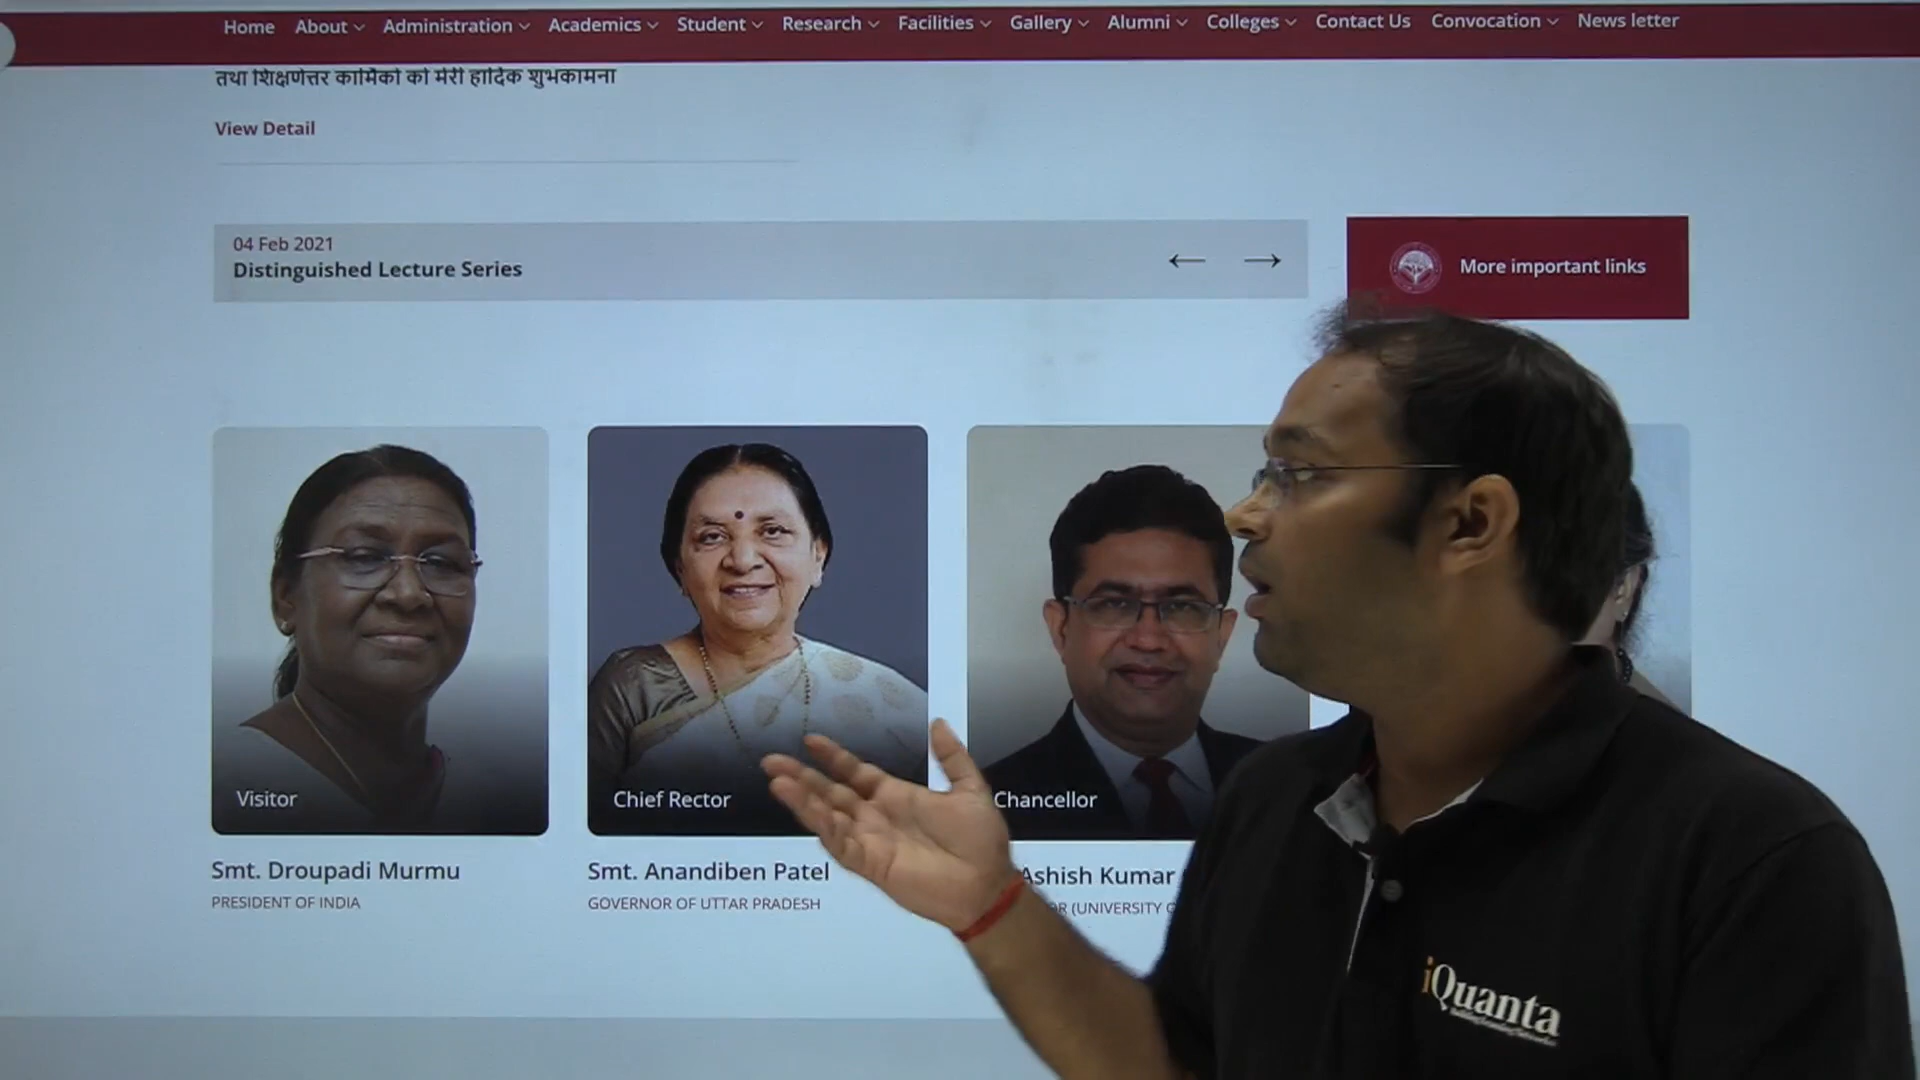 Home About Administration Academics Student Research Facilities Gallery Alumni Colleges Contact Us Convocation News letter
तथा शिक्षणेत्तर कार्मिकों को मेरी हार्दिक शुभकामना
View Detail
04 Feb 2021
Distinguished Lecture Series
More important links
Visitor
Chief Rector
Chancellor
Smt. Droupadi Murmu
Smt. Anandiben Patel
Ashish Kumar
PRESIDENT OF INDIA
GOVERNOR OF UTTAR PRADESH
(UNIVERSITY
iQuanta